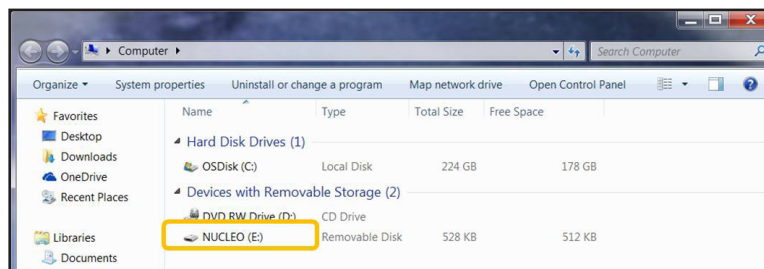 Computer
Search Computer
Organize System properties Uninstall or change a program Map network drive Open Control Panel
Favorites
Desktop
Downloads
OneDrive
Recent Places
Libraries
Documents
Name Type Total Size Free Space
Hard Disk Drives (1)
OSDisk (C:) Local Disk 224 GB 178 GB
Devices with Removable Storage (2)
DVD RW Drive (D:) CD Drive
NUCLEO (E:) Removable Disk 528 KB 512 KB